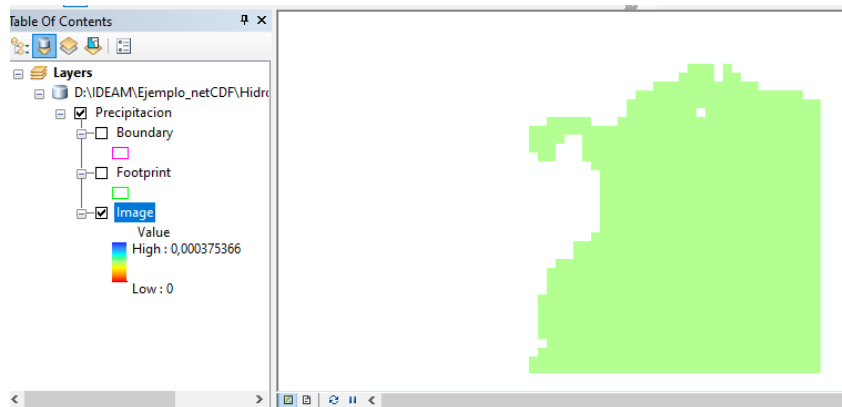 Table Of Contents
Layers
D:\IDEAM\Ejemplo_netCDF\Hidro
Precipitacion
Boundary
Footprint
Image
Value
High : 0,000375366
Low : 0